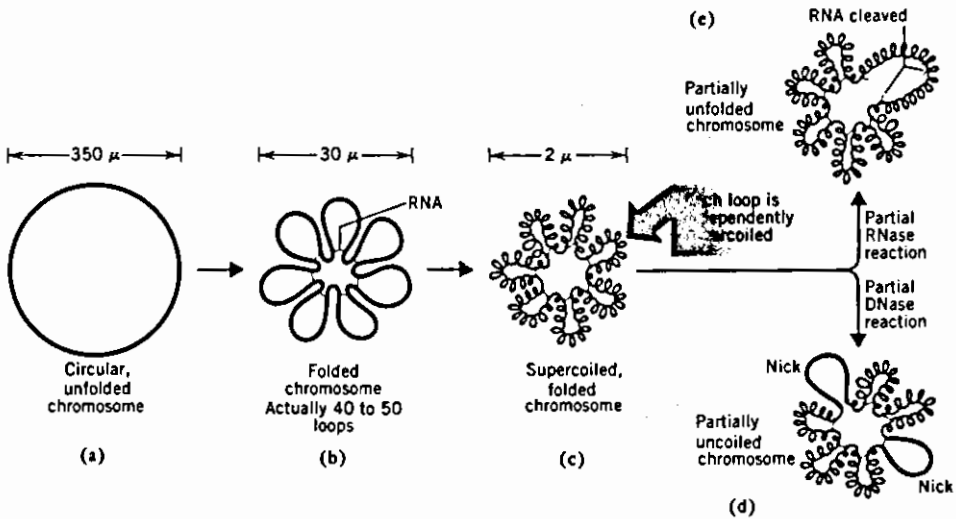 (e)
RNA cleaved
Partially
unfolded
chromosome
350 μ
30 μ
2 μ
RNA
loop is
Partial
RNase
reaction
Partial
DNase
reaction
Circular,
unfolded
chromosome
(a)
Folded
chromosome
Actually 40 to 50
loops
(b)
Supercoiled,
folded
chromosome
(c)
Nick
Partially
uncoiled
chromosome
Nick
(d)